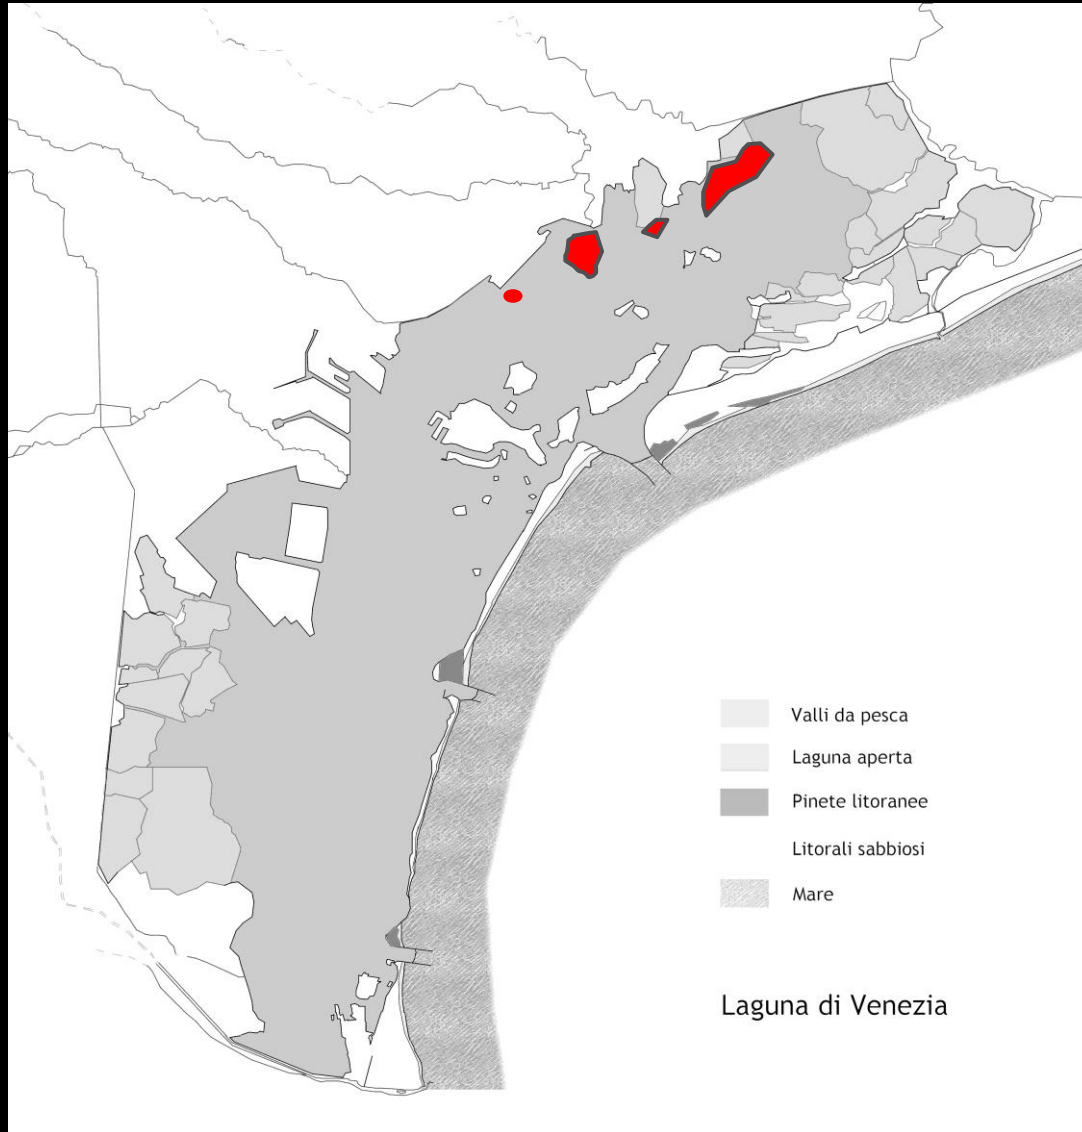 Valli da pesca
Laguna aperta
Pinete litoranee
Litorali sabbiosi
Mare
Laguna di Venezia